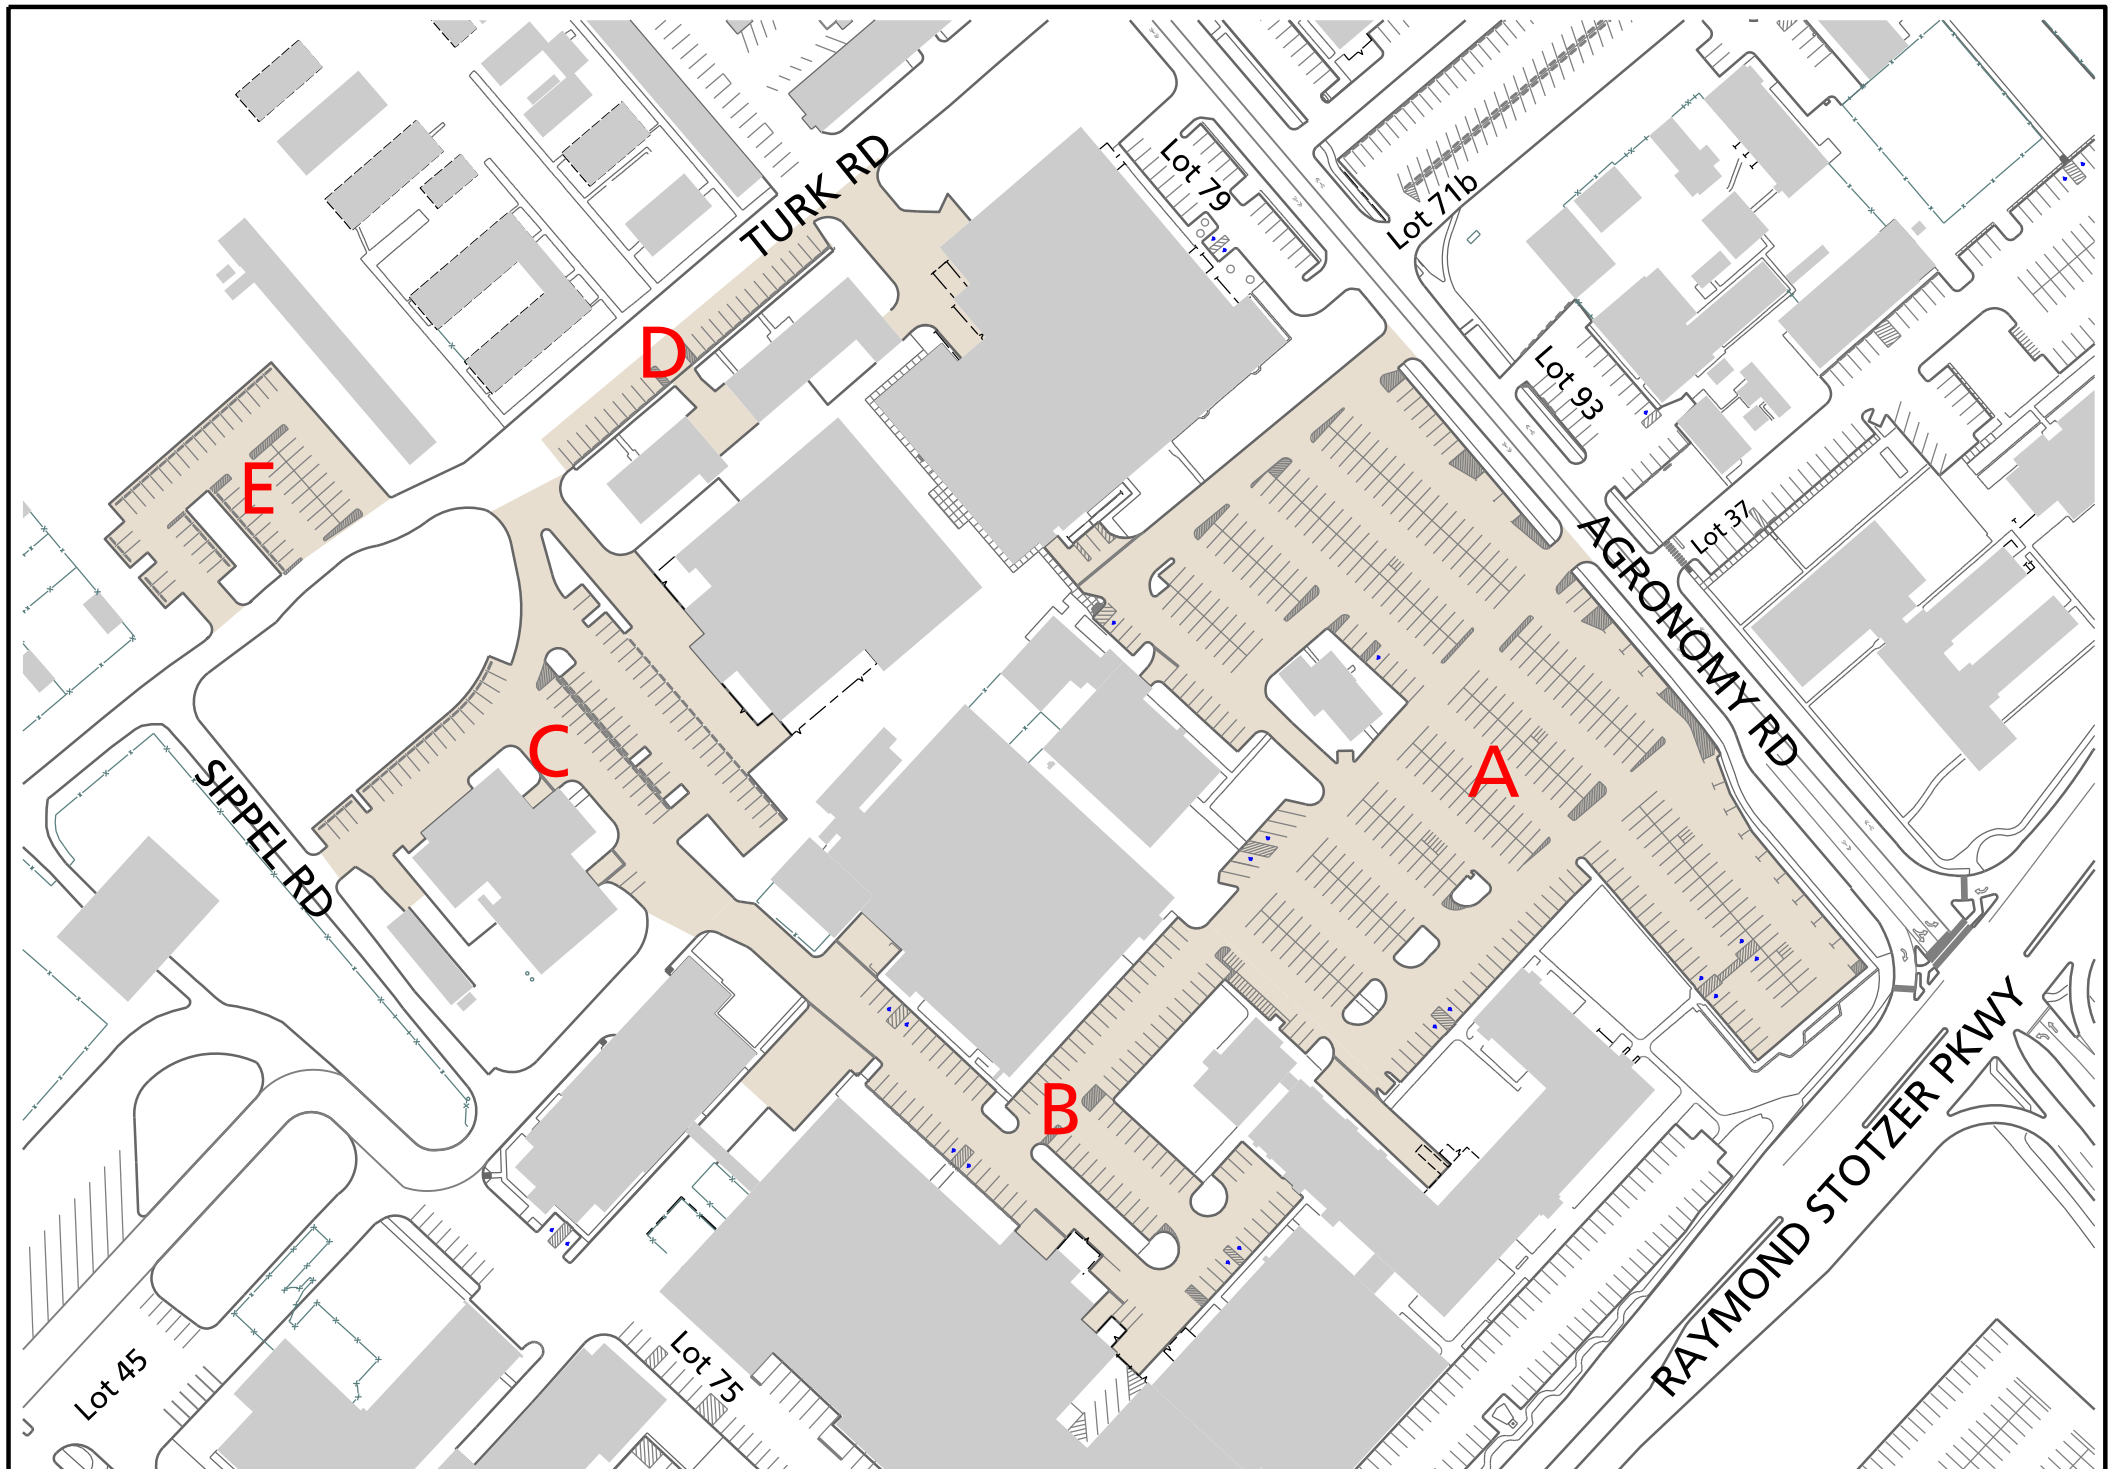 TURK RD
Lot 79
Lot 71b
D
Lot 93
E
Lot 37
AGRONOMY RD
C
A
SIPPEL RD
B
RAYMOND STOTZER PKWY
Lot 45
Lot 75